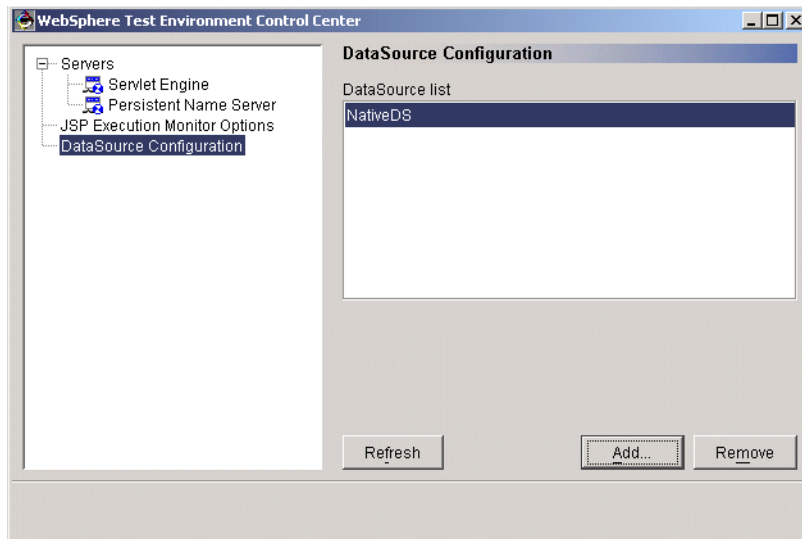 WebSphere Test Environment Control Center
Servers
Servlet Engine
Persistent Name Server
JSP Execution Monitor Options
DataSource Configuration
DataSource Configuration
DataSource list
NativeDS
Refresh
Add...
Remove